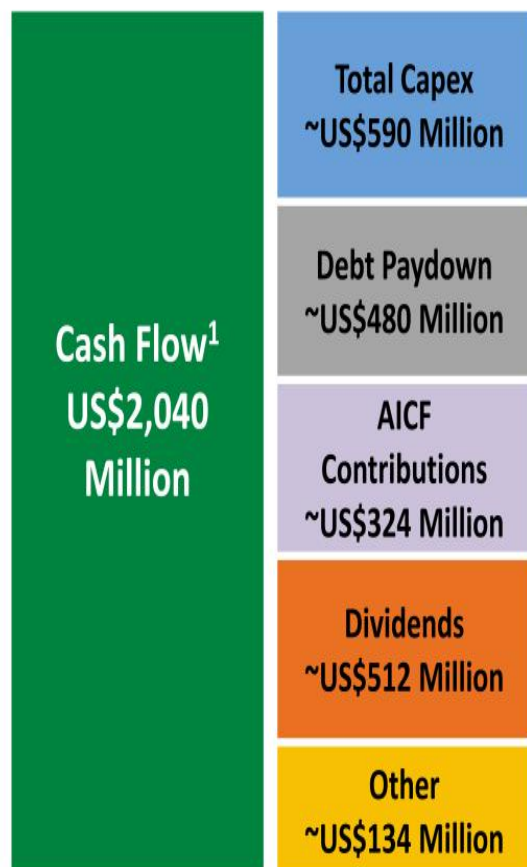 Cash Flow¹
US$2,040
Million
Total Capex
~US$590 Million
Debt Paydown
~US$480 Million
AICF
Contributions
~US$324 Million
Dividends
~US$512 Million
Other
~US$134 Million